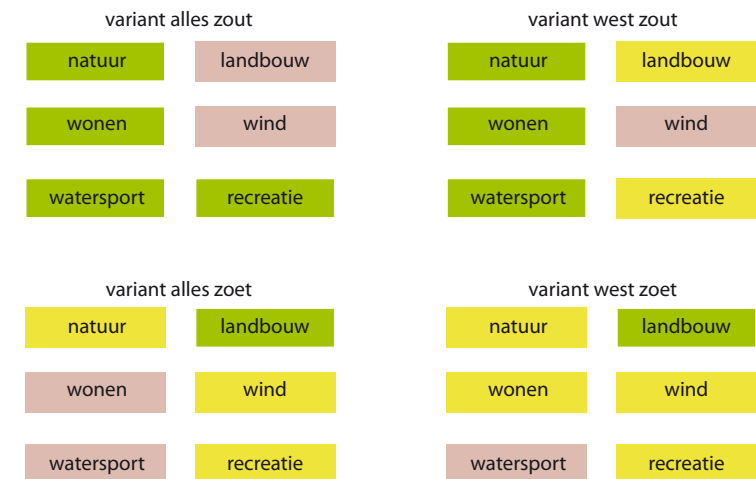 variant alles zout
natuur landbouw
wonen wind
watersport recreatie
variant west zout
natuur landbouw
wonen wind
watersport recreatie
variant alles zoet
natuur landbouw
wonen wind
watersport recreatie
variant west zoet
natuur landbouw
wonen wind
watersport recreatie